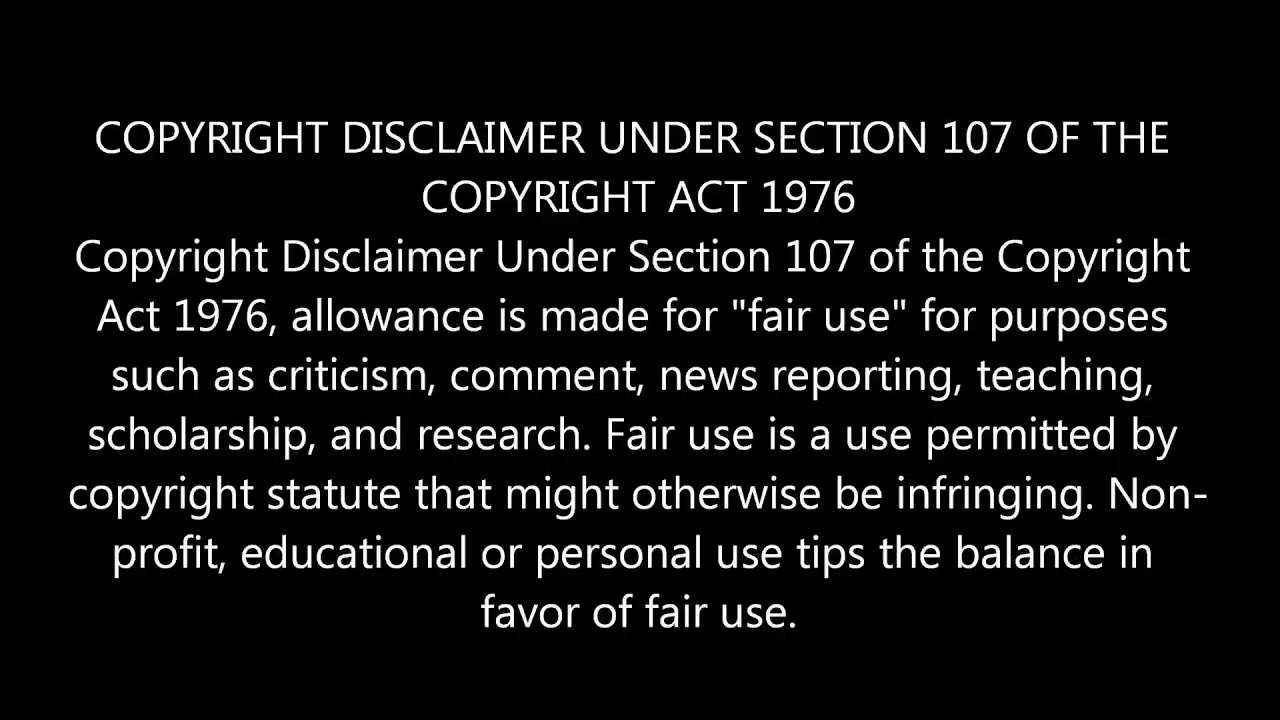 COPYRIGHT DISCLAIMER UNDER SECTION 107 OF THE
COPYRIGHT ACT 1976
Copyright Disclaimer Under Section 107 of the Copyright
Act 1976, allowance is made for "fair use" for purposes
such as criticism, comment, news reporting, teaching,
scholarship, and research. Fair use is a use permitted by
copyright statute that might otherwise be infringing. Non-
profit, educational or personal use tips the balance in
favor of fair use.